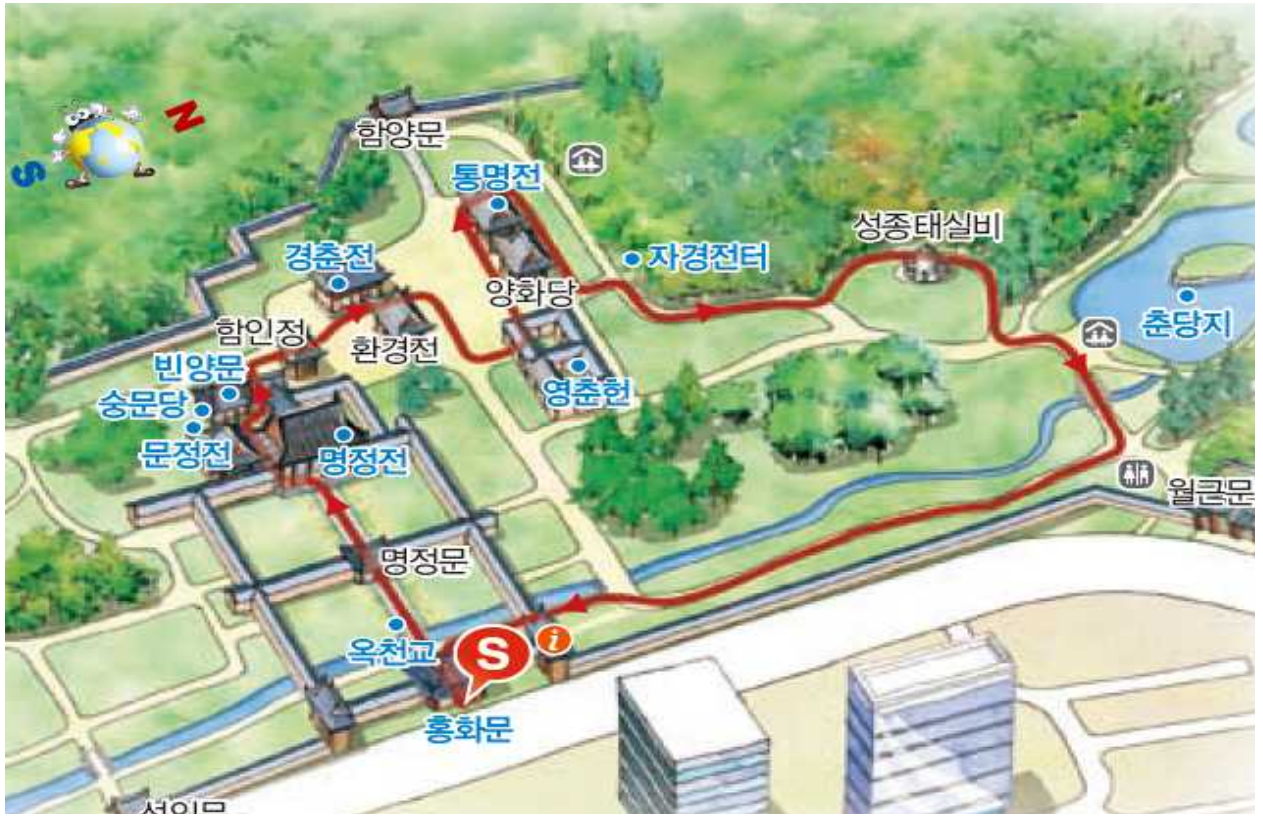 N
S
함양문
통명전
성종태실비
자경전터
경춘전
양화당
춘당지
함인정
환경전
빈양문
영춘헌
숭문당
문정전
명정전
월근문
명정문
옥천교
S
i
홍화문